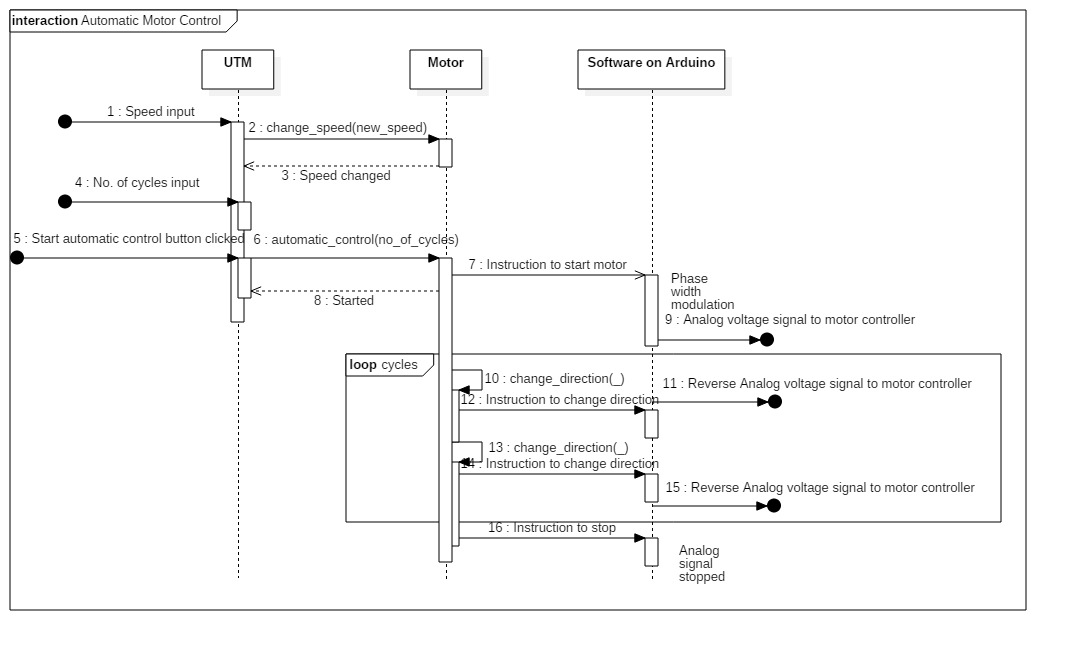 interaction Automatic Motor Control
UTM
Motor
Software on Arduino
1 : Speed input
2 : change_speed(new_speed)
3 : Speed changed
4 : No. of cycles input
5 : Start automatic control button clicked
6 : automatic_control(no_of_cycles)
7 : Instruction to start motor
Phase
width
modulation
8 : Started
9 : Analog voltage signal to motor controller
loop cycles
10 : change_direction(_)
11 : Reverse Analog voltage signal to motor controller
12 : Instruction to change direction
13 : change_direction(_)
14 : Instruction to change direction
15 : Reverse Analog voltage signal to motor controller
16 : Instruction to stop
Analog
signal
stopped